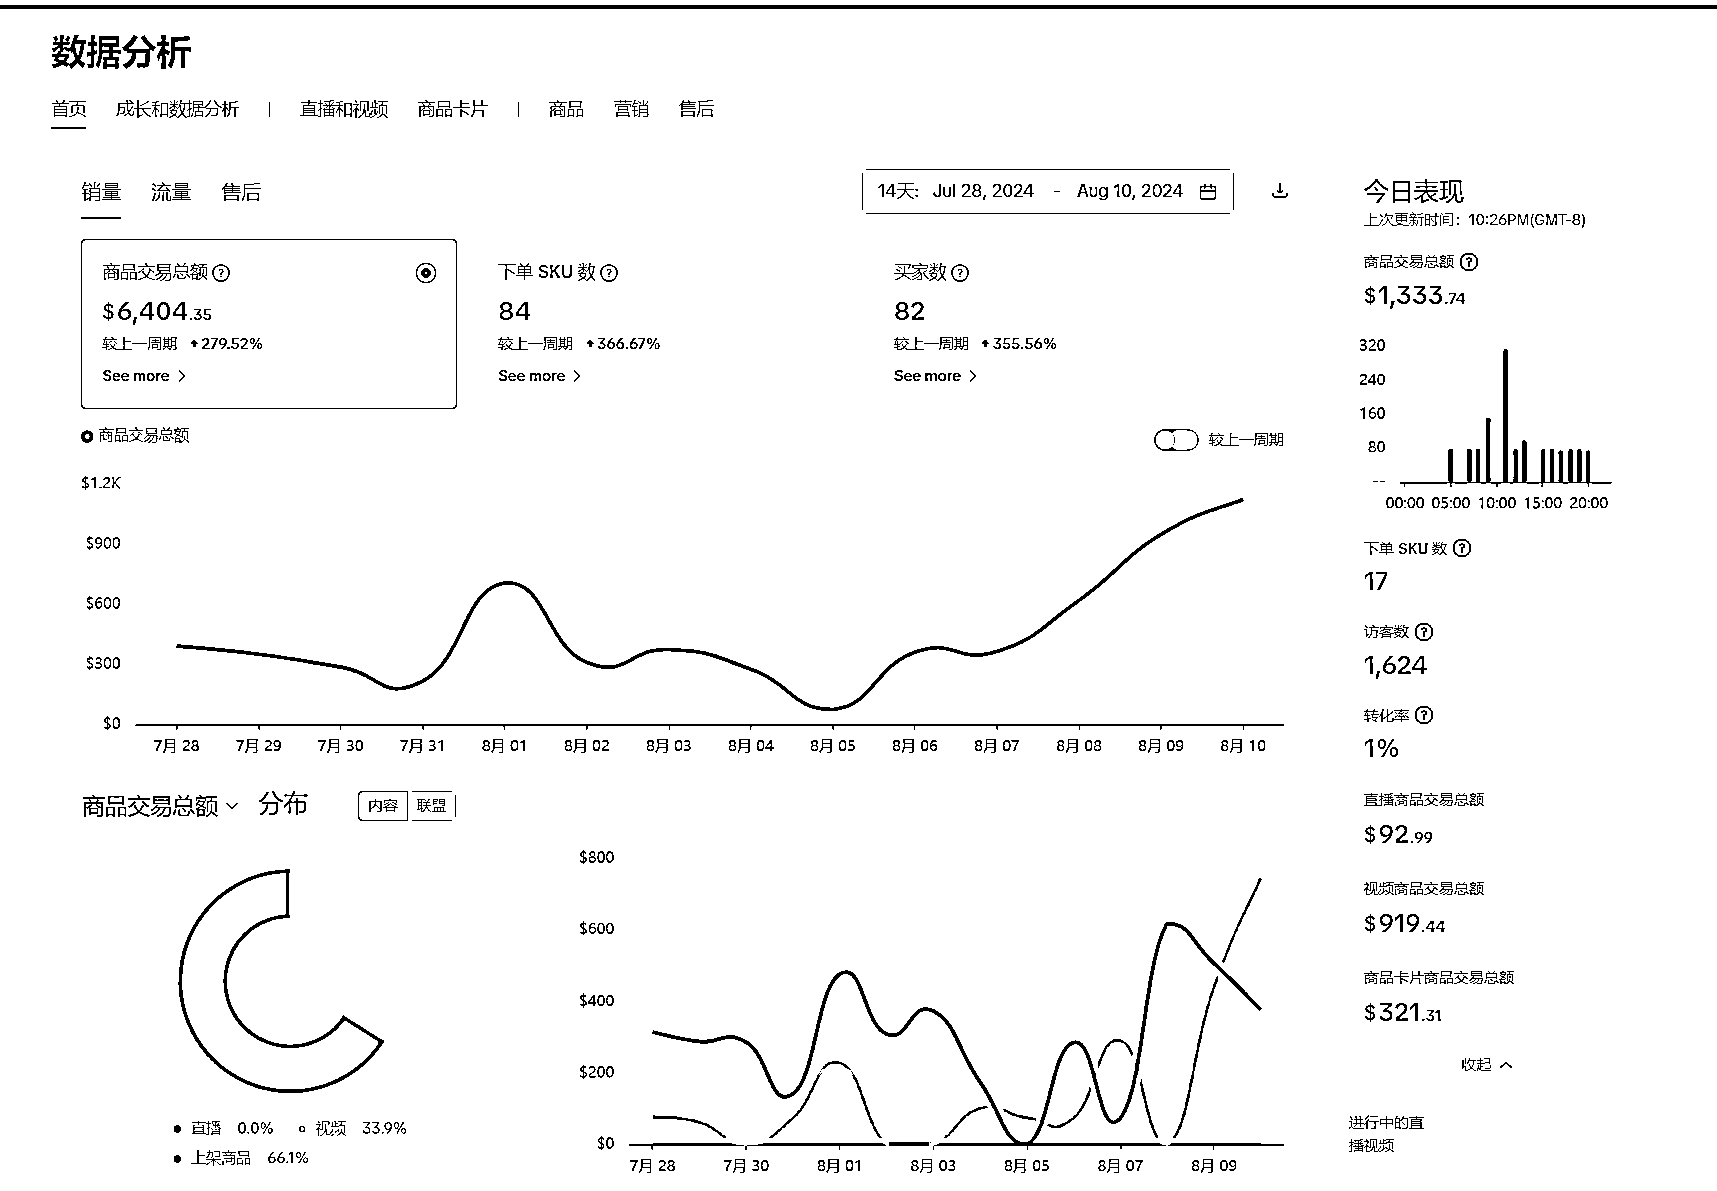 数据分析
首页 成长和数据分析 | 直播和视频 商品卡片 | 商品 营销 售后
销量 流量 售后
14天: Jul 28, 2024 - Aug 10, 2024
商品交易总额
$6,404.35
较上一周期 279.52%
See more
下单 SKU 数
84
较上一周期 366.67%
See more
买家数
82
较上一周期 355.56%
See more
商品交易总额
较上一周期
$1.2K
$900
$600
$300
$0
7月 28 7月 29 7月 30 7月 31 8月 01 8月 02 8月 03 8月 04 8月 05 8月 06 8月 07 8月 08 8月 09 8月 10
商品交易总额 分布
内容 联盟
直播 0.0% 视频 33.9%
上架商品 66.1%
$800
$600
$400
$200
$0
7月 28 7月 30 8月 01 8月 03 8月 05 8月 07 8月 09
今日表现
上次更新时间：10:26PM(GMT-8)
商品交易总额
$1,333.74
320
240
160
80
--
00:00 05:00 10:00 15:00 20:00
下单 SKU 数
17
访客数
1,624
转化率
1%
直播商品交易总额
$92.99
视频商品交易总额
$919.44
商品卡片商品交易总额
$321.31
收起
进行中的直
播视频